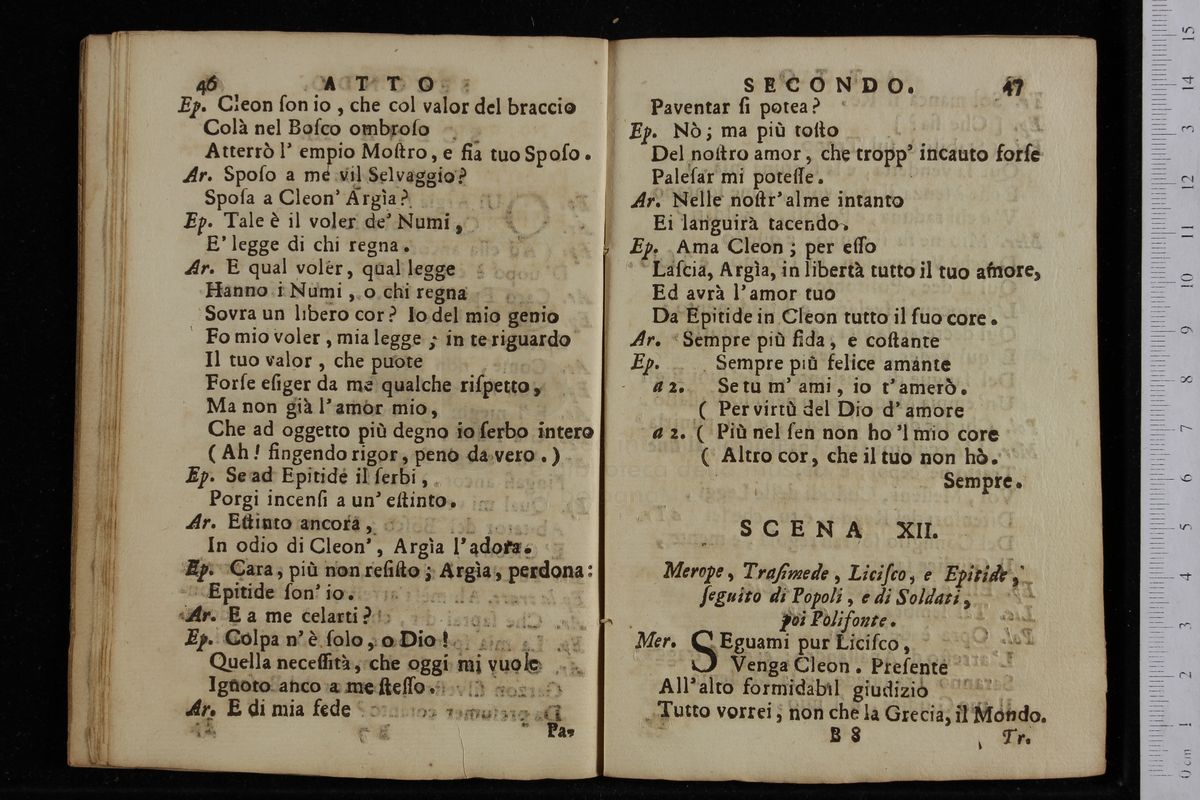 46 ATTO
Ep. Cleon ſon io, che col valor del braccio
Colà nel Boſco ombroſo
Atterrò l' empio Moſtro, e fia tuo Spoſo.
Ar. Spoſo a me vil Selvaggio?
Spoſa a Cleon' Argìa?
Ep. Tale è il voler de' Numi,
E' legge di chi regna.
Ar. E qual voler, qual legge
Hanno i Numi, o chi regna
Sovra un libero cor? Io del mio genio
Fo mio voler, mia legge; in te riguardo
Il tuo valor, che puote
Forſe eſiger da me qualche riſpetto,
Ma non già l'amor mio,
Che ad oggetto più degno io ſerbo intero
(Ah! fingendo rigor, peno da vero.)
Ep. Se ad Epitide il ſerbi,
Porgi incenſi a un' eſtinto.
Ar. Eſtinto ancora,
In odio di Cleon', Argìa l'adora.
Ep. Cara, più non reſiſto; Argìa, perdona:
Epitide ſon' io.
Ar. E a me celarti?
Ep. Colpa n'è ſolo, o Dio!
Quella neceſſità, che oggi mi vuole
Ignoto anco a me ſteſſo.
Ar. E di mia fede
Pa-
SECONDO. 47
Paventar ſi potea?
Ep. Nò; ma più toſto
Del noſtro amor, che tropp' incauto forſe
Paleſar mi poteſſe.
Ar. Nelle noſtr'alme intanto
Ei languirà tacendo.
Ep. Ama Cleon; per eſſo
Laſcia, Argìa, in libertà tutto il tuo amore,
Ed avrà l'amor tuo
Da Epitide in Cleon tutto il ſuo core.
Ar. Sempre più fida, e coſtante
Ep. Sempre più felice amante
a 2. Se tu m' ami, io t'amerò.
( Per virtù del Dio d' amore
a 2. ( Più nel ſen non ho 'l mio core
( Altro cor, che il tuo non hò.
Sempre.
SCENA XII.
Merope, Traſimede, Liciſco, e Epitide,
ſeguito di Popoli, e di Soldati,
poi Polifonte.
Mer. SEguami pur Liciſco,
Venga Cleon. Preſente
All'alto formidabil giudizio
Tutto vorrei, non che la Grecia, il Mondo.
B 8 Tr.